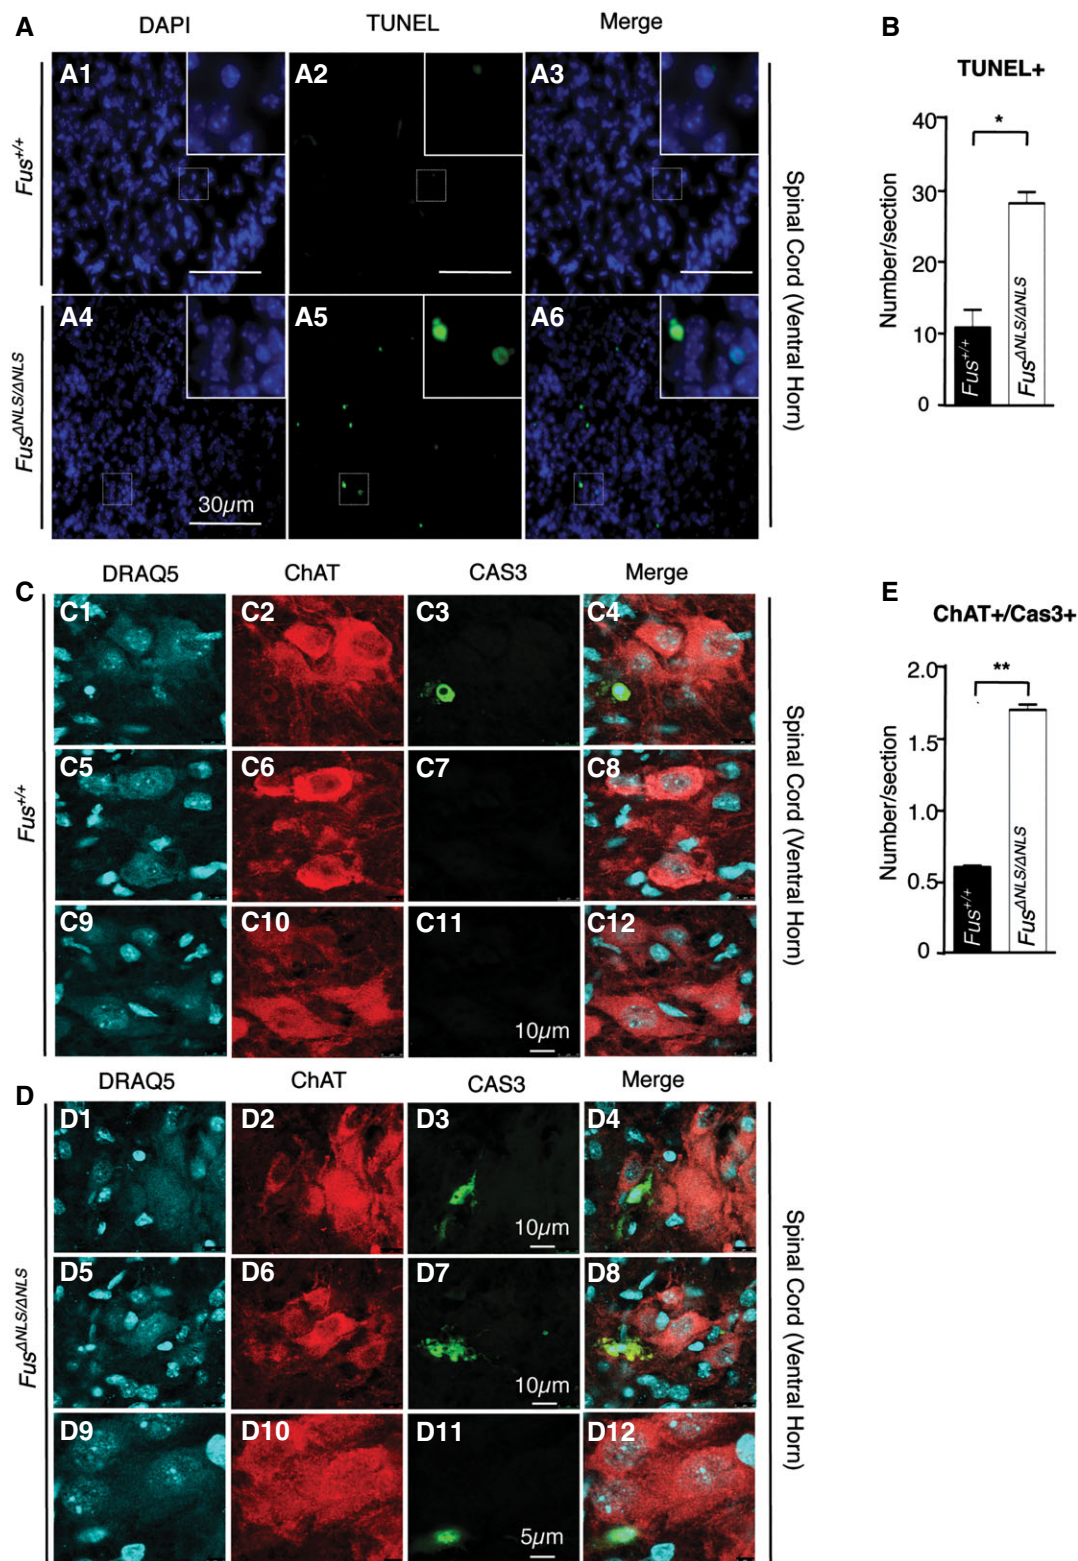 A
DAPI
TUNEL
Merge
Fus+/+
A1
A2
A3
FusΔNLS/ΔNLS
A4
A5
A6
30µm
Spinal Cord (Ventral Horn)
B
TUNEL+
Number/section
40
30
20
10
0
*
Fus+/+
FusΔNLS/ΔNLS
C
DRAQ5
ChAT
CAS3
Merge
Fus+/+
C1
C2
C3
C4
C5
C6
C7
C8
C9
C10
C11
C12
10µm
Spinal Cord (Ventral Horn)
E
ChAT+/Cas3+
Number/section
2.0
1.5
1.0
0.5
0
**
Fus+/+
FusΔNLS/ΔNLS
D
DRAQ5
ChAT
CAS3
Merge
FusΔNLS/ΔNLS
D1
D2
D3
D4
10µm
D5
D6
D7
D8
10µm
D9
D10
D11
D12
5µm
Spinal Cord (Ventral Horn)